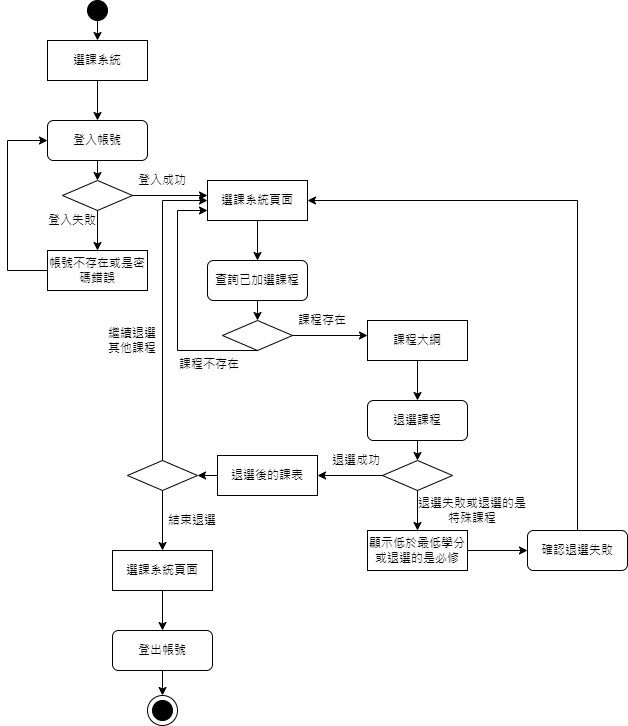 選課系統
登入帳號
登入成功
登入失敗
帳號不存在或是密
碼錯誤
選課系統頁面
查詢已加選課程
課程存在
課程不存在
課程大綱
退選課程
繼續退選
其他課程
退選成功
退選後的課表
退選失敗或退選的是
特殊課程
顯示低於最低學分
或退選的是必修
確認退選失敗
結束退選
選課系統頁面
登出帳號